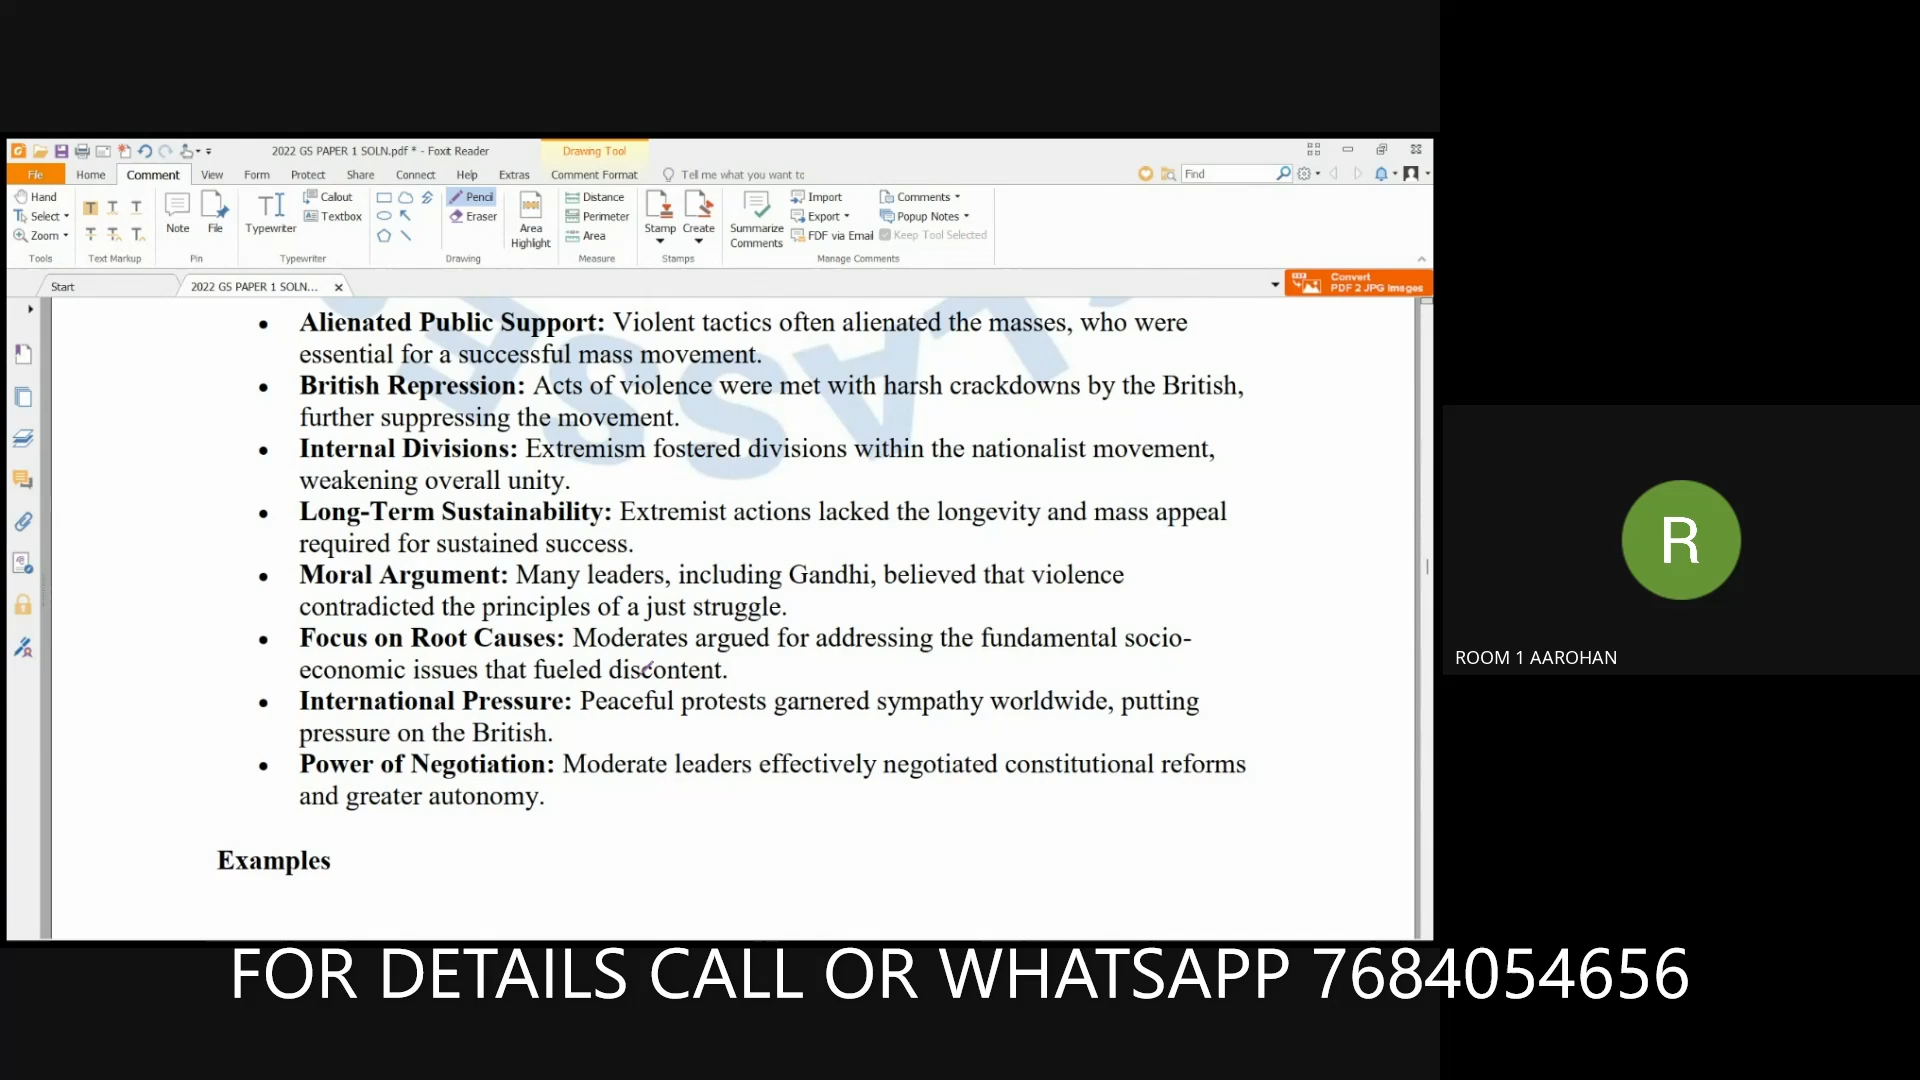 2022 GS PAPER 1 SOLN.pdf * - Foxit Reader
Drawing Tool
File
Home
Comment
View
Form
Protect
Share
Connect
Help
Extras
Comment Format
Tell me what you want to
Find
Hand
Select
Zoom
Tools
Text Markup
Note
File
Pin
Typewriter
Callout
Textbox
Typewriter
Pencil
Eraser
Drawing
Area
Highlight
Distance
Perimeter
Area
Measure
Stamp
Create
Stamps
Summarize
Comments
Import
Export
FDF via Email
Comments
Popup Notes
Keep Tool Selected
Manage Comments
Start
2022 GS PAPER 1 SOLN...
Convert
PDF 2 JPG Images
• Alienated Public Support: Violent tactics often alienated the masses, who were
essential for a successful mass movement.
• British Repression: Acts of violence were met with harsh crackdowns by the British,
further suppressing the movement.
• Internal Divisions: Extremism fostered divisions within the nationalist movement,
weakening overall unity.
• Long-Term Sustainability: Extremist actions lacked the longevity and mass appeal
required for sustained success.
• Moral Argument: Many leaders, including Gandhi, believed that violence
contradicted the principles of a just struggle.
• Focus on Root Causes: Moderates argued for addressing the fundamental socio-
economic issues that fueled discontent.
• International Pressure: Peaceful protests garnered sympathy worldwide, putting
pressure on the British.
• Power of Negotiation: Moderate leaders effectively negotiated constitutional reforms
and greater autonomy.
Examples
R
ROOM 1 AAROHAN
FOR DETAILS CALL OR WHATSAPP 7684054656